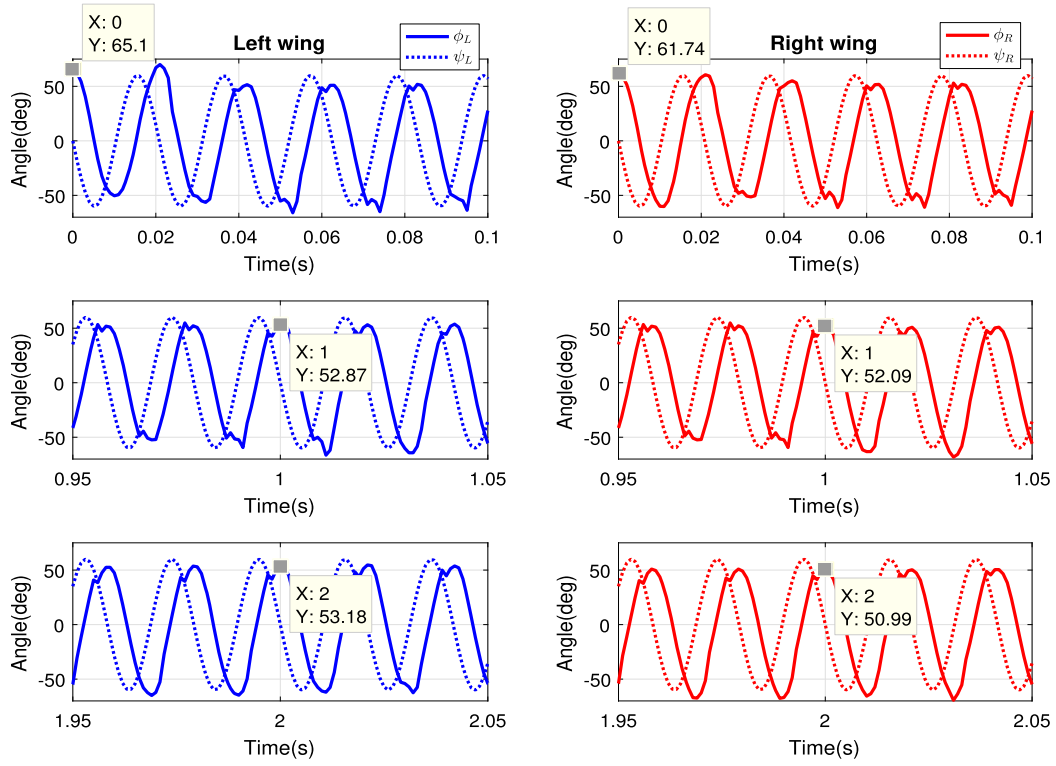 X: 0
Y: 65.1
Left wing
ϕ_L
ψ_L
50
0
-50
Angle(deg)
0
0.02
0.04
0.06
0.08
0.1
Time(s)
X: 0
Y: 61.74
Right wing
ϕ_R
ψ_R
50
0
-50
Angle(deg)
0
0.02
0.04
0.06
0.08
0.1
Time(s)
50
0
-50
Angle(deg)
X: 1
Y: 52.87
0.95
1
1.05
Time(s)
50
0
-50
Angle(deg)
X: 1
Y: 52.09
0.95
1
1.05
Time(s)
50
0
-50
Angle(deg)
X: 2
Y: 53.18
1.95
2
2.05
Time(s)
50
0
-50
Angle(deg)
X: 2
Y: 50.99
1.95
2
2.05
Time(s)